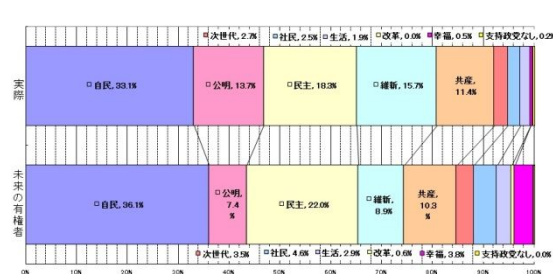 次世代, 2.7% 社民, 2.5% 生活, 1.9% 改革, 0.0% 幸福, 0.5% 支持政党なし, 0.2%
実際
自民, 33.1% 公明, 13.7% 民主, 18.3% 維新, 15.7% 共産, 11.4%
未来の有権者
自民, 36.1% 公明, 7.4% 民主, 22.0% 維新, 8.9% 共産, 10.3%
次世代, 3.5% 社民, 4.6% 生活, 2.9% 改革, 0.6% 幸福, 3.8% 支持政党なし, 0.0%
0% 10% 20% 30% 40% 50% 60% 70% 80% 90% 100%